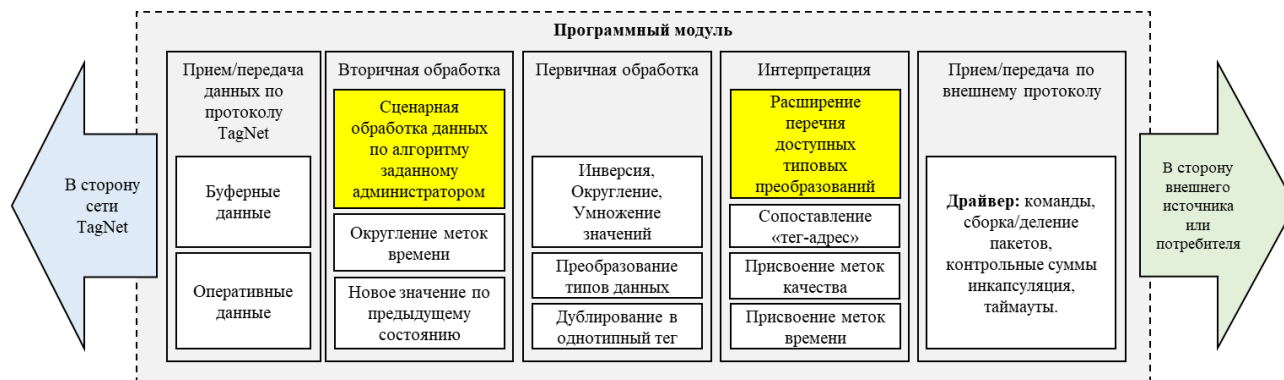 Программный модуль
В сторону
сети
TagNet
Прием/передача
данных по
протоколу
TagNet
Буферные
данные
Оперативные
данные
Вторичная обработка
Сценарная
обработка данных
по алгоритму
заданному
администратором
Округление меток
времени
Новое значение по
предыдущему
состоянию
Первичная обработка
Инверсия,
Округление,
Умножение
значений
Преобразование
типов данных
Дублирование в
однотипный тег
Интерпретация
Расширение
перечня
доступных
типовых
преобразований
Сопоставление
«тег-адрес»
Присвоение меток
качества
Присвоение меток
времени
Прием/передача по
внешнему протоколу
Драйвер: команды,
сборка/деление
пакетов,
контрольные суммы
инкапсуляция,
таймауты.
В сторону
внешнего
источника
или
потребителя